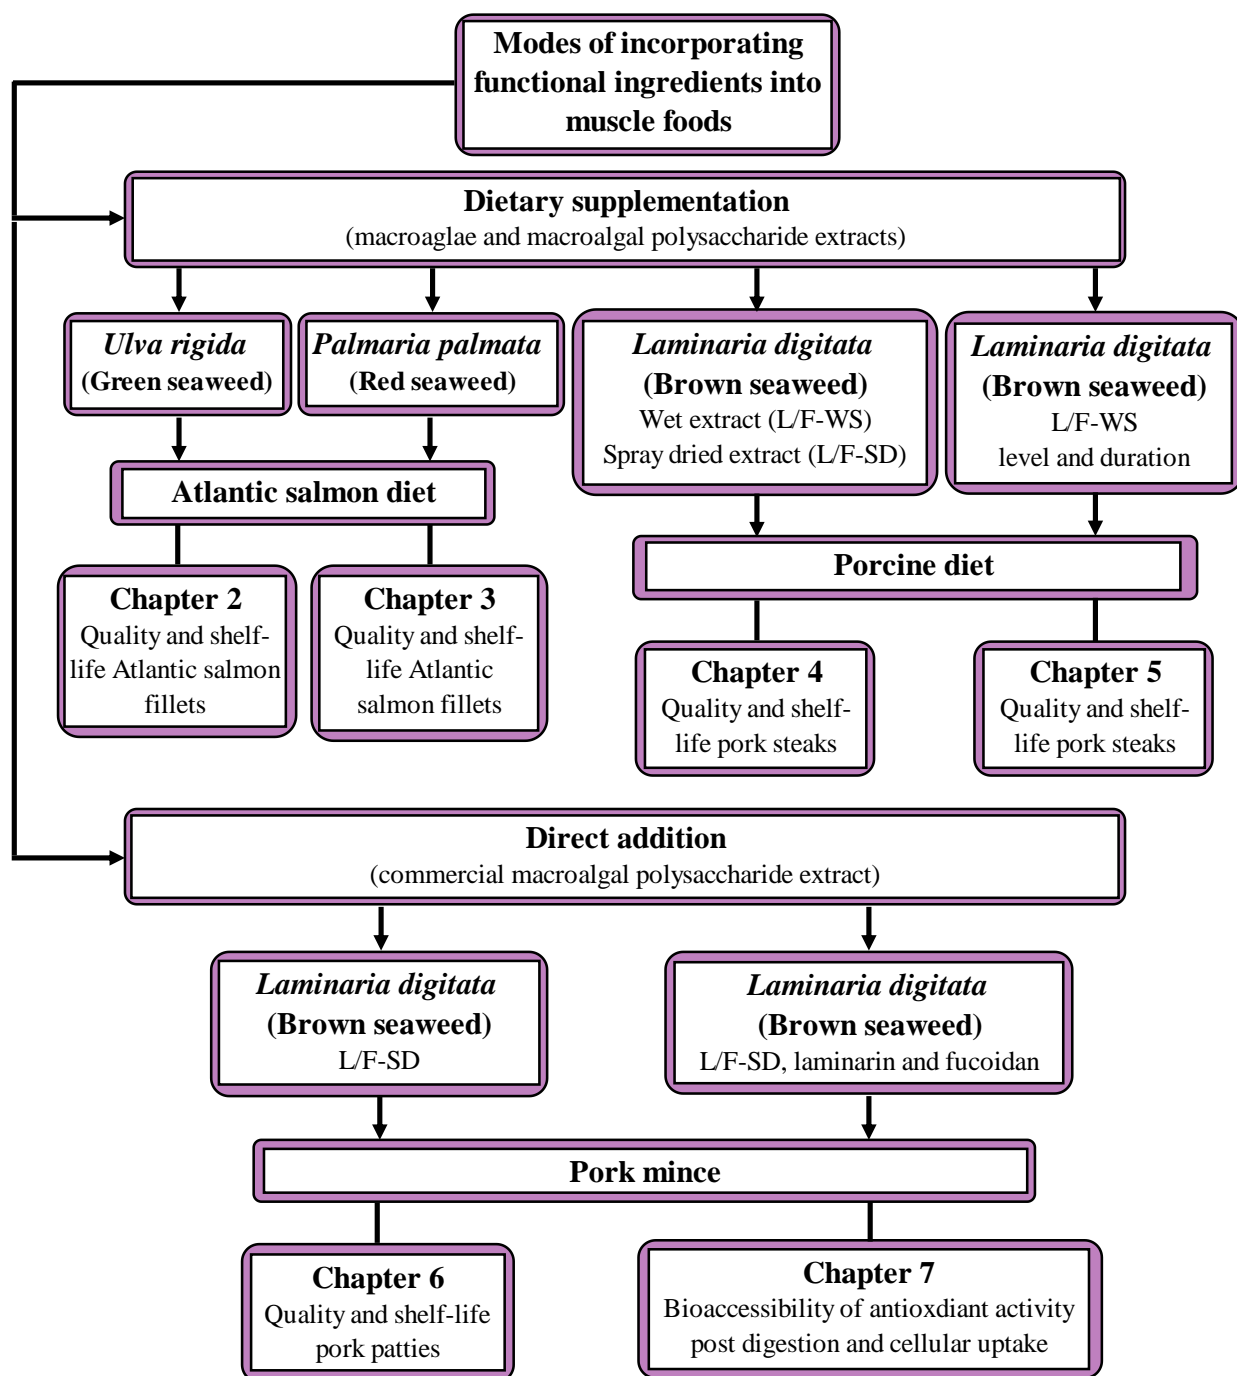 Modes of incorporating
functional ingredients into
muscle foods
Dietary supplementation
(macroaglae and macroalgal polysaccharide extracts)
Ulva rigida
(Green seaweed)
Palmaria palmata
(Red seaweed)
Laminaria digitata
(Brown seaweed)
Wet extract (L/F-WS)
Spray dried extract (L/F-SD)
Laminaria digitata
(Brown seaweed)
L/F-WS
level and duration
Atlantic salmon diet
Porcine diet
Chapter 2
Quality and shelf-
life Atlantic salmon
fillets
Chapter 3
Quality and shelf-
life Atlantic
salmon fillets
Chapter 4
Quality and shelf-
life pork steaks
Chapter 5
Quality and shelf-
life pork steaks
Direct addition
(commercial macroalgal polysaccharide extract)
Laminaria digitata
(Brown seaweed)
L/F-SD
Laminaria digitata
(Brown seaweed)
L/F-SD, laminarin and fucoidan
Pork mince
Chapter 6
Quality and shelf-life
pork patties
Chapter 7
Bioaccessibility of antioxdiant activity
post digestion and cellular uptake